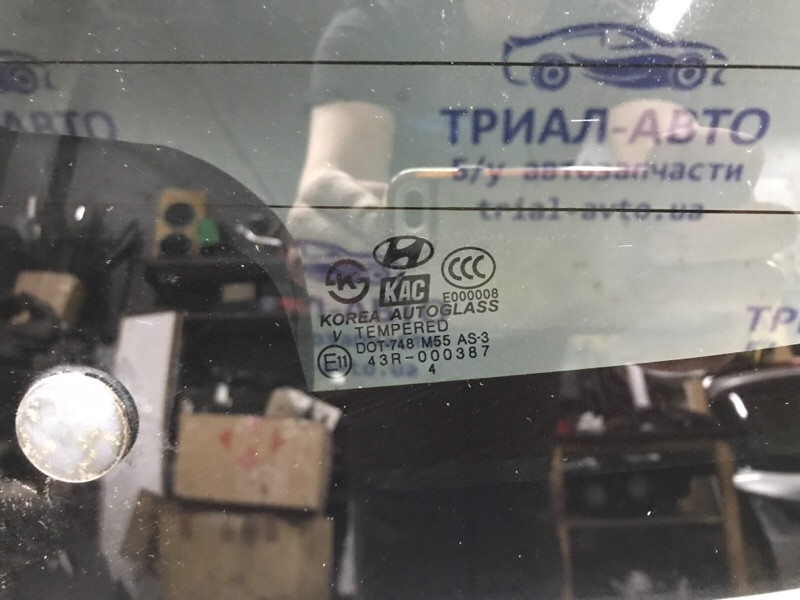 ТРИАЛ-АВТО
Б/у автозапчасти
trial-avto.ua
АВТО
K
KAC
CCC
E000008
KOREA AUTOGLASS
V TEMPERED
DOT-748 M55 AS-3
E11 43R-000387
4